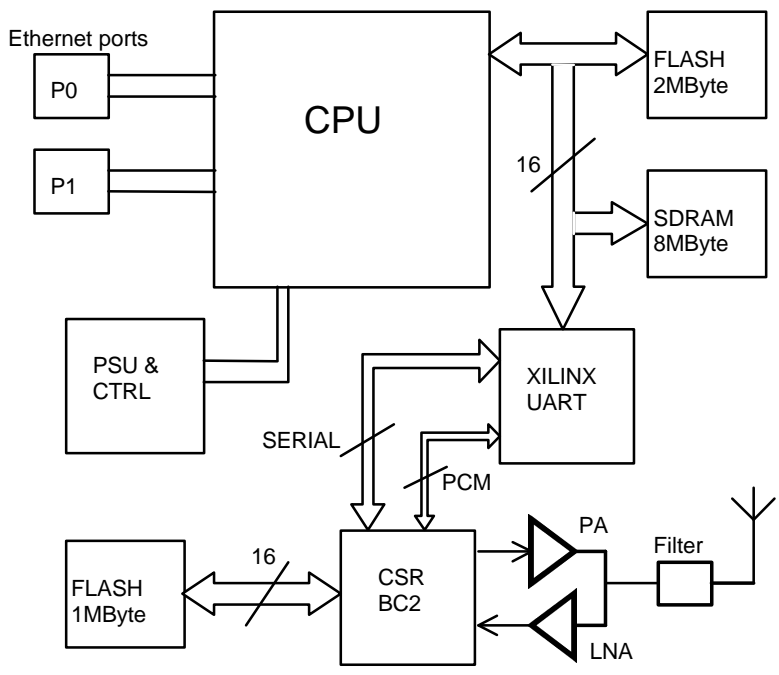 Ethernet ports
P0
CPU
FLASH
2MByte
P1
16
SDRAM
8MByte
PSU &
CTRL
XILINX
UART
SERIAL
PCM
PA
Filter
FLASH
1MByte
16
CSR
BC2
LNA